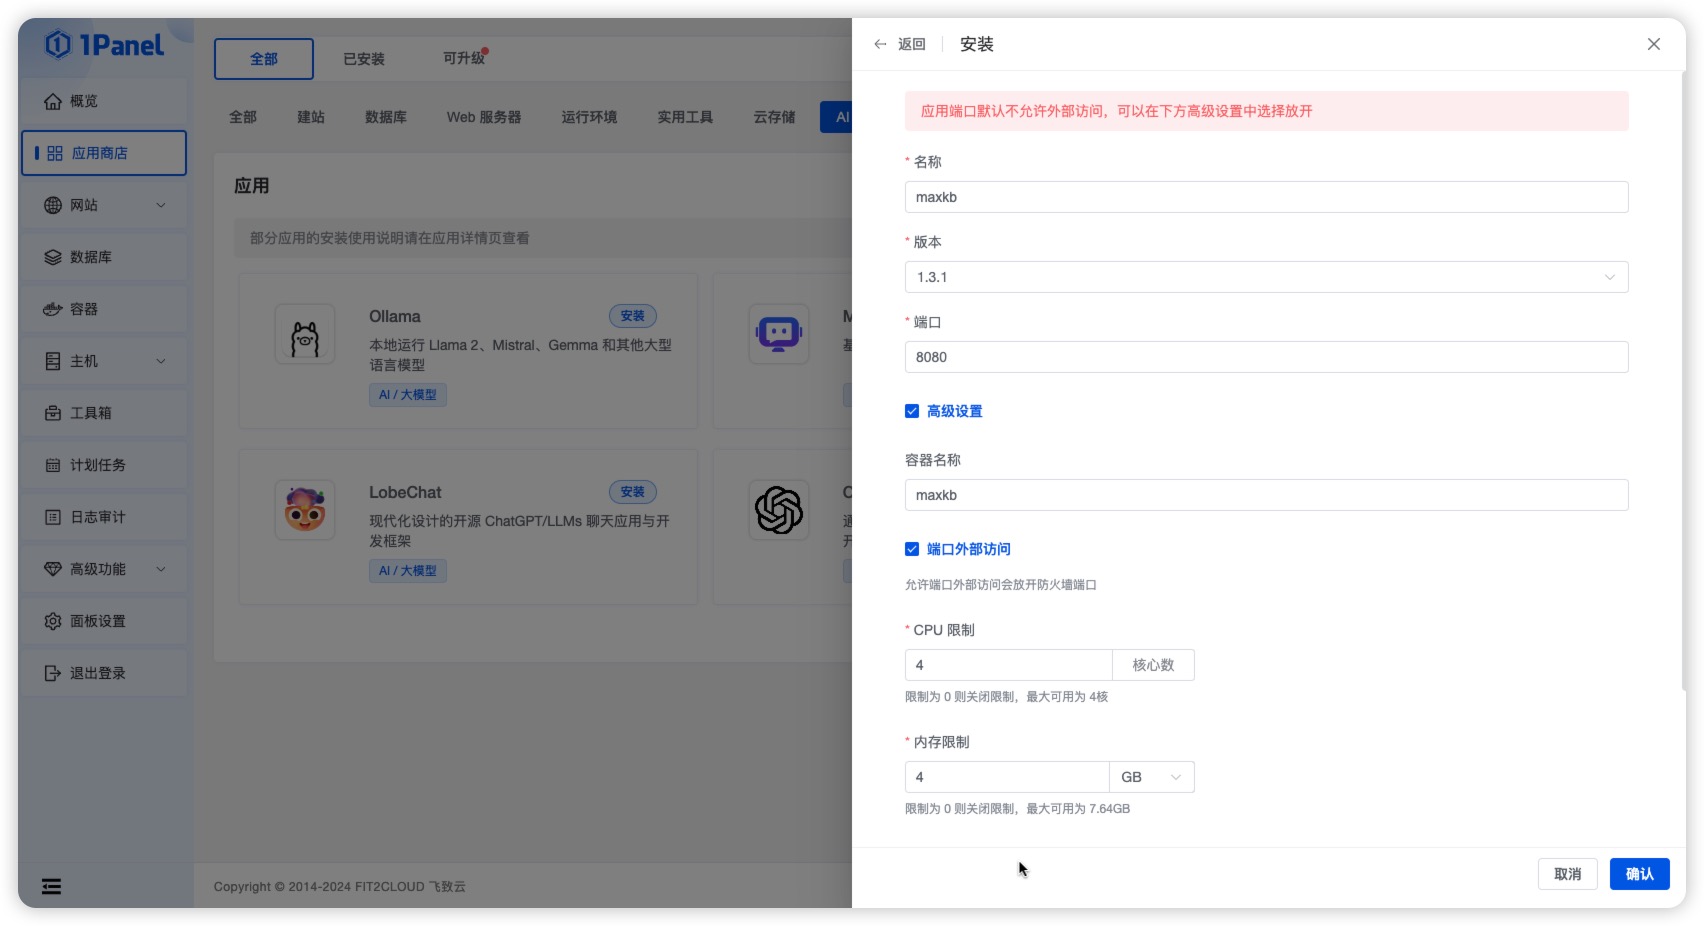 1Panel
概览
应用商店
网站
数据库
容器
主机
工具箱
计划任务
日志审计
高级功能
面板设置
退出登录
全部
已安装
可升级
全部
建站
数据库
Web 服务器
运行环境
实用工具
云存储
AI
应用
部分应用的安装使用说明请在应用详情页查看
Ollama
安装
本地运行 Llama 2、Mistral、Gemma 和其他大型
语言模型
AI / 大模型
LobeChat
安装
现代化设计的开源 ChatGPT/LLMs 聊天应用与开
发框架
AI / 大模型
Copyright © 2014-2024 FIT2CLOUD 飞致云
返回
安装
应用端口默认不允许外部访问，可以在下方高级设置中选择放开
* 名称
maxkb
* 版本
1.3.1
* 端口
8080
高级设置
容器名称
maxkb
端口外部访问
允许端口外部访问会放开防火墙端口
* CPU 限制
4
核心数
限制为 0 则关闭限制，最大可用为 4核
* 内存限制
4
GB
限制为 0 则关闭限制，最大可用为 7.64GB
取消
确认